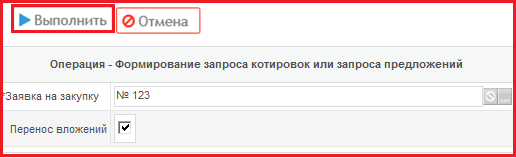 Выполнить Отмена
Операция - Формирование запроса котировок или запроса предложений
*Заявка на закупку № 123 ...
Перенос вложений